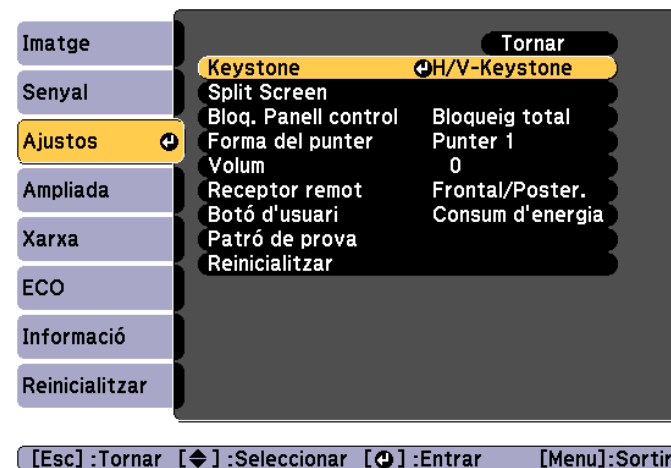 Imatge
Senyal
Ajustos
Ampliada
Xarxa
ECO
Informació
Reinicialitzar
Tornar
Keystone H/V-Keystone
Split Screen
Bloq. Panell control Bloqueig total
Forma del punter Punter 1
Volum 0
Receptor remot Frontal/Poster.
Botó d'usuari Consum d'energia
Patró de prova
Reinicialitzar
[Esc] :Tornar [ ] :Seleccionar [ ] :Entrar [Menu]:Sortir